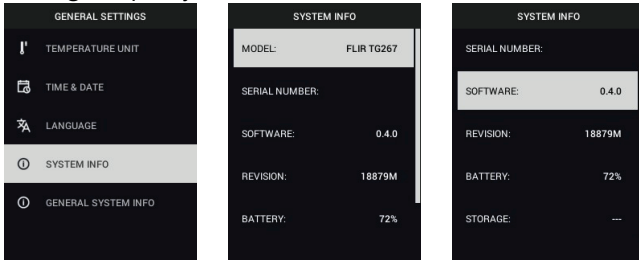 GENERAL SETTINGS
TEMPERATURE UNIT
TIME & DATE
LANGUAGE
SYSTEM INFO
GENERAL SYSTEM INFO
SYSTEM INFO
MODEL: FLIR TG267
SERIAL NUMBER:
SOFTWARE: 0.4.0
REVISION: 18879M
BATTERY: 72%
SYSTEM INFO
SERIAL NUMBER:
SOFTWARE: 0.4.0
REVISION: 18879M
BATTERY: 72%
STORAGE: ---